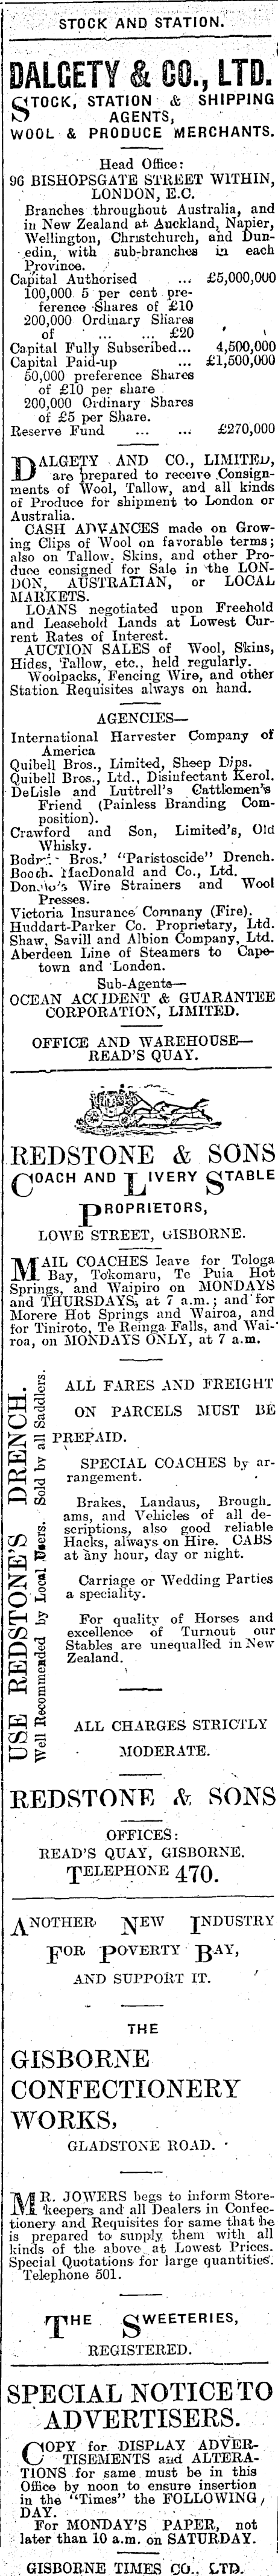 STOCK AND STATION.
DALGETY & CO., LTD.
STOCK, STATION & SHIPPING
AGENTS,
WOOL & PRODUCE MERCHANTS.
Head Office:
96 BISHOPSGATE STREET WITHIN,
LONDON, E.C.
Branches throughout Australia, and
in New Zealand at Auckland, Napier,
Wellington, Christchurch, and Dun-
edin, with sub-branches in each
Province.
Capital Authorised ... £5,000,000
100,000 5 per cent pre-
ference Shares of £10
200,000 Ordinary Shares
of ... ... £20
Capital Fully Subscribed... 4,500,000
Capital Paid-up ... £1,500,000
50,000 preference Shares
of £10 per share
200,000 Ordinary Shares
of £5 per Share.
Reserve Fund ... ... £270,000
DALGETY AND CO., LIMITED,
are prepared to receive Consign-
ments of Wool, Tallow, and all kinds
of Produce for shipment to London or
Australia.
CASH ADVANCES made on Grow-
ing Clips of Wool on favorable terms;
also on Tallow, Skins, and other Pro-
duce consigned for Sale in the LON-
DON, AUSTRALIAN, or LOCAL
MARKETS.
LOANS negotiated upon Freehold
and Leasehold Lands at Lowest Cur-
rent Rates of Interest.
AUCTION SALES of Wool, Skins,
Hides, Tallow, etc., held regularly.
Woolpacks, Fencing Wire, and other
Station Requisites always on hand.
AGENCIES—
International Harvester Company of
America
Quibell Bros., Limited, Sheep Dips.
Quibell Bros., Ltd., Disinfectant Kerol.
DeLisle and Luttrell's Cattlemen's
Friend (Painless Branding Com-
position).
Crawford and Son, Limited's, Old
Whisky.
Bros.' "Paristoscide" Drench.
Booth, MacDonald and Co., Ltd.
Wire Strainers and Wool
Presses.
Victoria Insurance Company (Fire).
Huddart-Parker Co. Proprietary, Ltd.
Shaw, Savill and Albion Company, Ltd.
Aberdeen Line of Steamers to Cape-
town and London.
Sub-Agents—
OCEAN ACCIDENT & GUARANTEE
CORPORATION, LIMITED.
OFFICE AND WAREHOUSE—
READ'S QUAY.
REDSTONE & SONS
COACH AND LIVERY STABLE
PROPRIETORS,
LOWE STREET, GISBORNE.
MAIL COACHES leave for Tologa
Bay, Tokomaru, Te Puia Hot
Springs, and Waipiro on MONDAYS
and THURSDAYS, at 7 a.m.; and for
Morere Hot Springs and Wairoa, and
for Tiniroto, Te Reinga Falls, and Wai-
roa, on MONDAYS ONLY, at 7 a.m.
USE REDSTONE'S DRENCH.
Well Recommended by Local Users. Sold by all Saddlers.
ALL FARES AND FREIGHT
ON PARCELS MUST BE
PREPAID.
SPECIAL COACHES by ar-
rangement.
Brakes, Landaus, Brough-
ams, and Vehicles of all de-
scriptions, also good reliable
Hacks, always on Hire. CABS
at any hour, day or night.
Carriage or Wedding Parties
a speciality.
For quality of Horses and
excellence of Turnout our
Stables are unequalled in New
Zealand.
ALL CHARGES STRICTLY
MODERATE.
REDSTONE & SONS
OFFICES:
READ'S QUAY, GISBORNE.
TELEPHONE 470.
ANOTHER NEW INDUSTRY
FOR POVERTY BAY,
AND SUPPORT IT.
THE
GISBORNE
CONFECTIONERY
WORKS,
GLADSTONE ROAD.
MR. JOWERS begs to inform Store-
keepers and all Dealers in Confec-
tionery and Requisites for same that he
is prepared to supply them with all
kinds of the above at Lowest Prices.
Special Quotations for large quantities.
Telephone 501.
THE SWEETERIES,
REGISTERED.
SPECIAL NOTICE TO
ADVERTISERS.
COPY for DISPLAY ADVER-
TISEMENTS and ALTERA-
TIONS for same must be in this
Office by noon to ensure insertion
in the "Times" the FOLLOWING
DAY.
For MONDAY'S PAPER, not
later than 10 a.m. on SATURDAY.
GISBORNE TIMES CO., LTD.